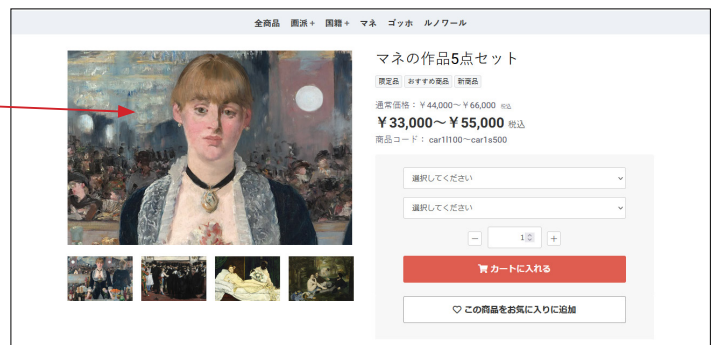 全商品 画派+ 国籍+ マネ ゴッホ ルノワール
マネの作品5点セット
限定品 おすすめ商品 新商品
通常価格：￥44,000～￥66,000 税込
￥33,000～￥55,000 税込
商品コード： car1l100～car1s500
選択してください
選択してください
− 1 +
カートに入れる
この商品をお気に入りに追加